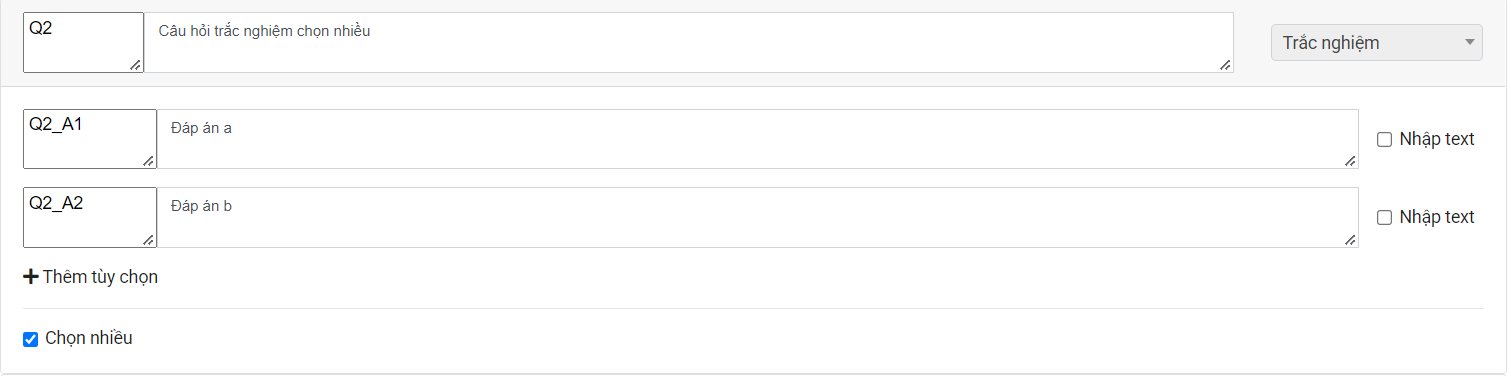 Q2 Câu hỏi trắc nghiệm chọn nhiều Trắc nghiệm
Q2_A1 Đáp án a Nhập text
Q2_A2 Đáp án b Nhập text
Thêm tùy chọn
Chọn nhiều